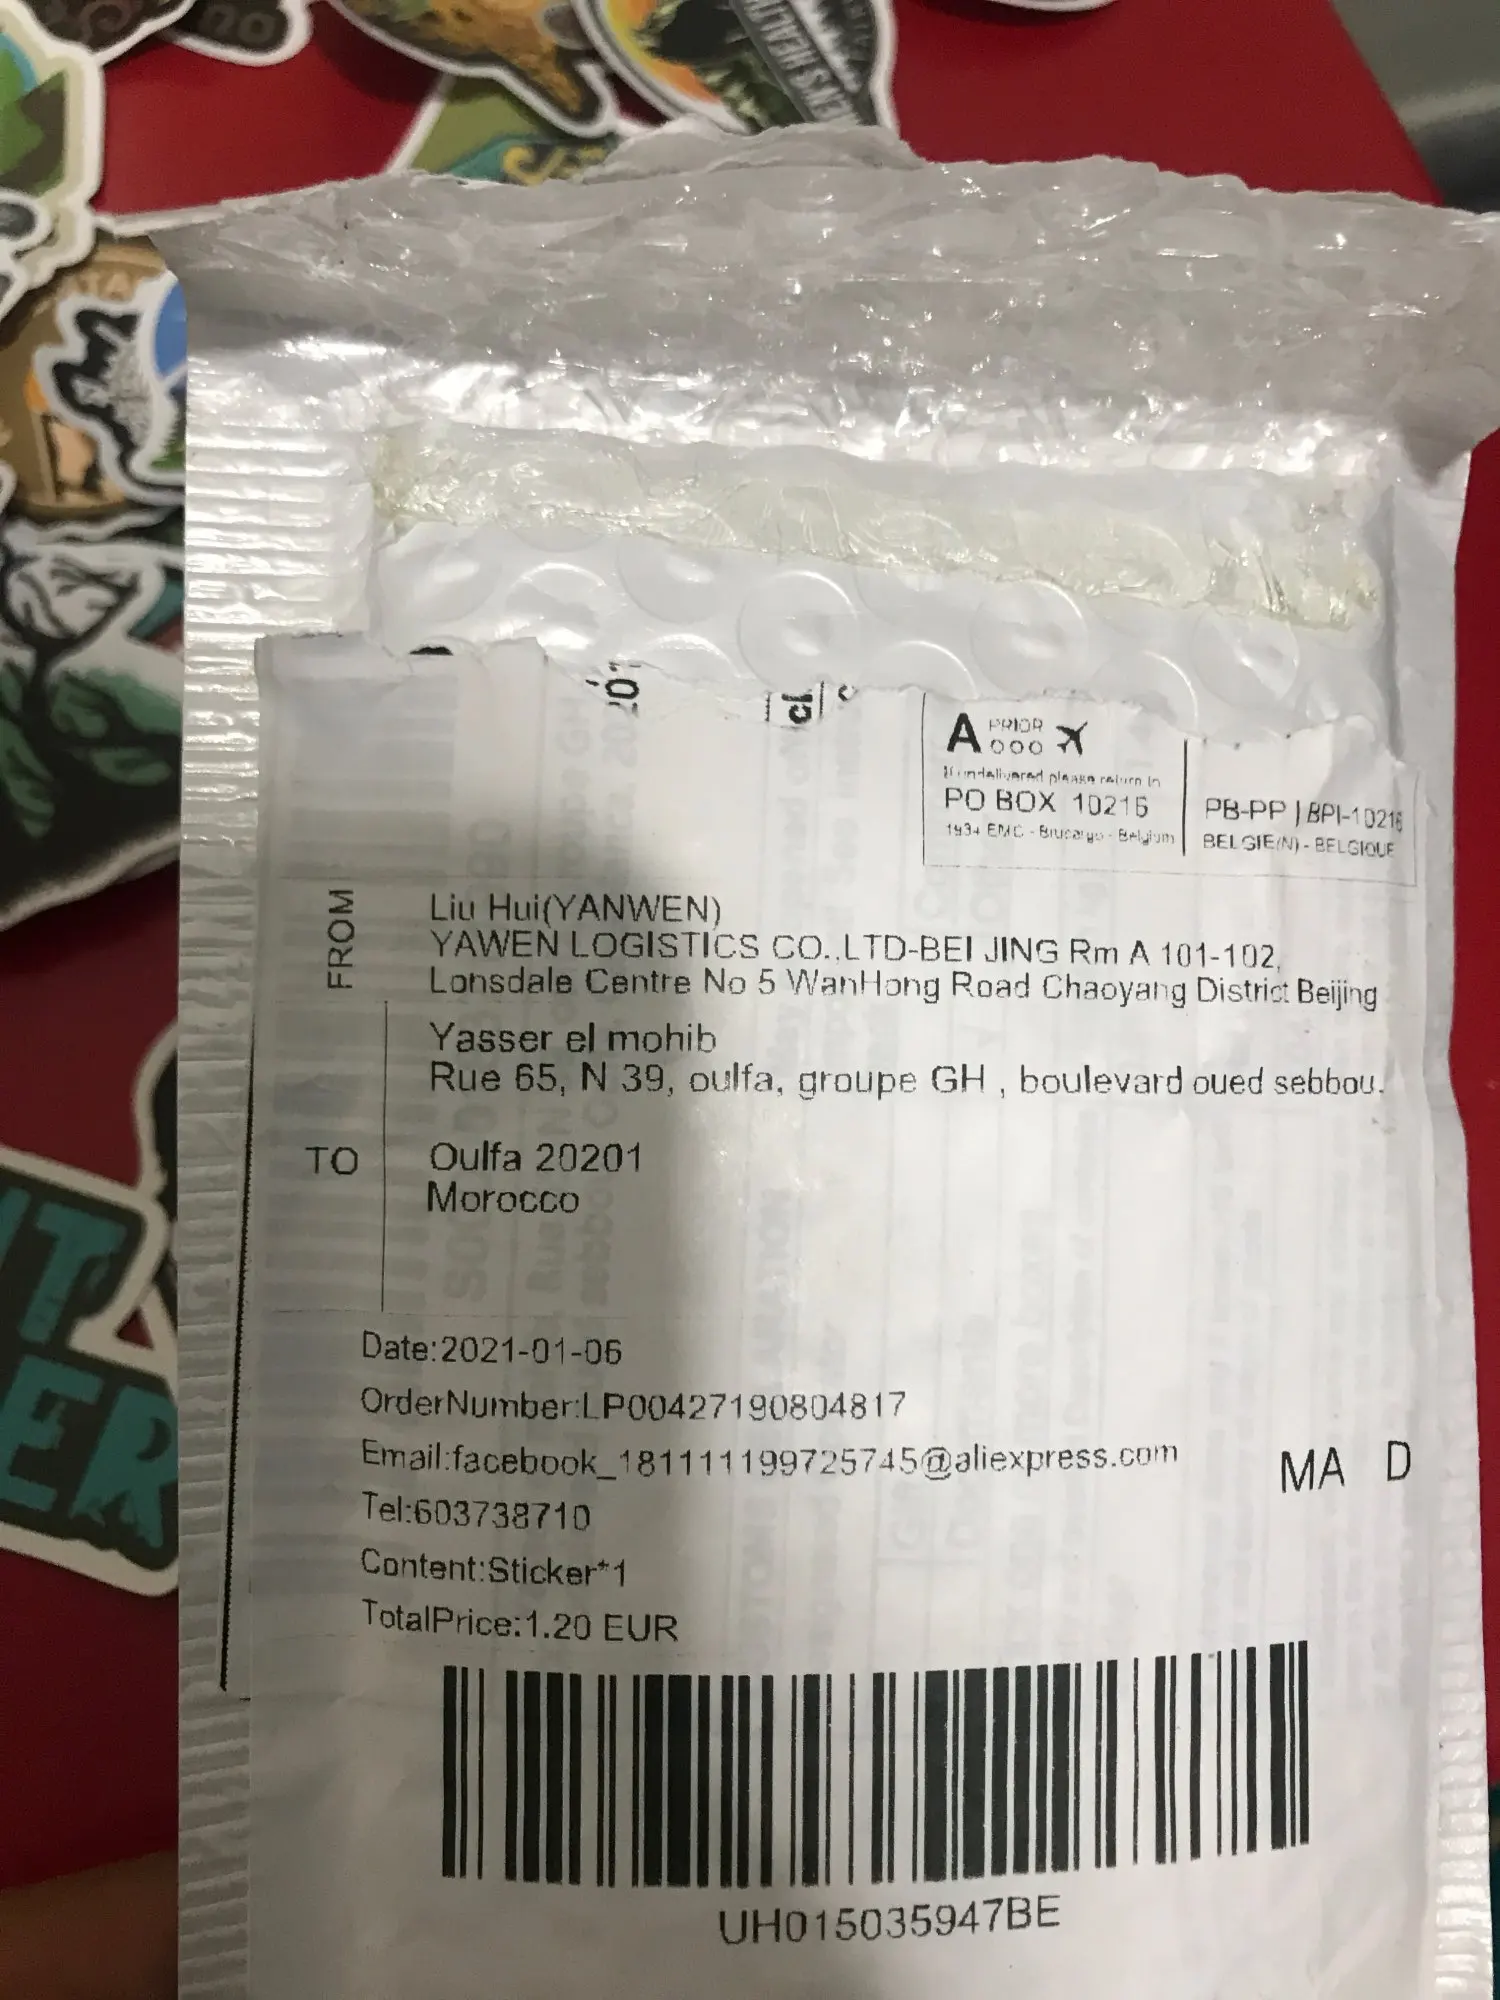 A PRIOR
If undelivered please return to
PO BOX 10216
1934 EMC - Brucargo - Belgium
PB-PP | BPI-10216
BELGIE(N) - BELGIQUE
FROM
Liu Hui(YANWEN)
YAWEN LOGISTICS CO.,LTD-BEI JING Rm A 101-102,
Lonsdale Centre No 5 WanHong Road Chaoyang District Beijing
TO
Yasser el mohib
Rue 65, N 39, oulfa, groupe GH , boulevard oued sebbou.
Oulfa 20201
Morocco
Date:2021-01-06
OrderNumber:LP00427190804817
Email:facebook_181111199725745@aliexpress.com
MA D
Tel:603738710
Content:Sticker*1
TotalPrice:1.20 EUR
UH015035947BE
ER